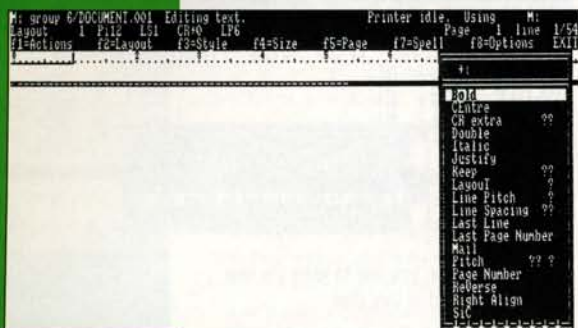 M: group 6/DOCUMENT.001 Editing text. Printer idle. Using M:
Layout 1 Pi12 LS1 CR+0 LP6 Page 1 line 1/54
f1=Actions f2=Layout f3=Style f4=Size f5=Page f7=Spell f8=Options EXIT
+:
Bold
CEntre
CR extra ??
Double
Italic
Justify
Keep ??
LayouT ?
Line Pitch ?
Line Spacing ??
Last Line
Last Page Number
Mail
Pitch ?? ?
Page Number
ReVerse
Right Align
SiC